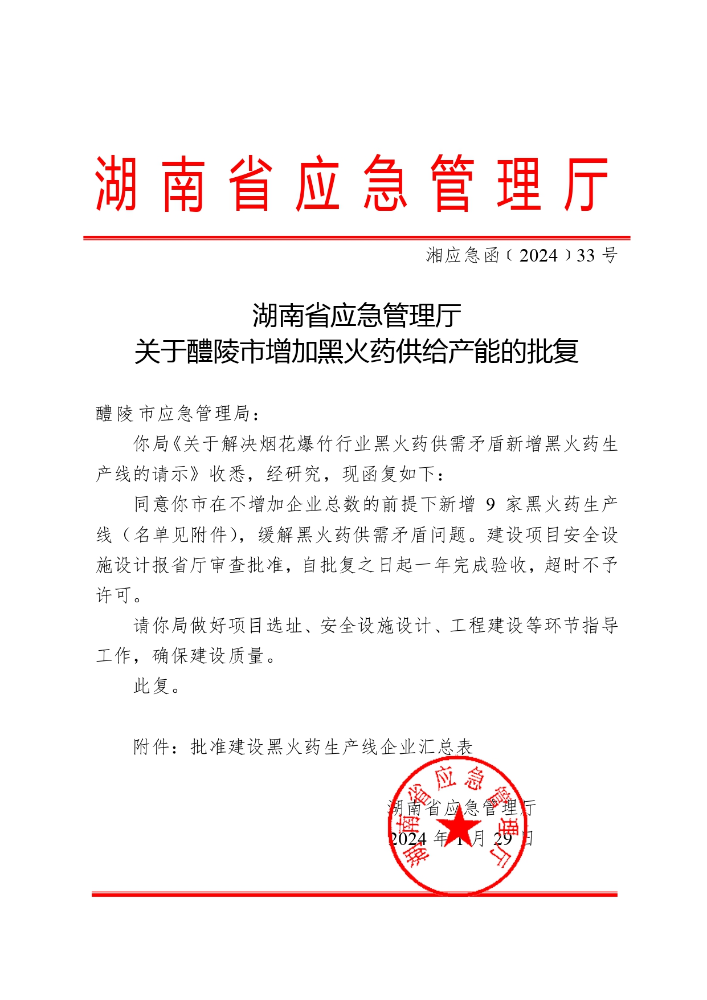 湖南省应急管理厅
湘应急函〔2024〕33号
湖南省应急管理厅
关于醴陵市增加黑火药供给产能的批复
醴陵市应急管理局：
你局《关于解决烟花爆竹行业黑火药供需矛盾新增黑火药生
产线的请示》收悉，经研究，现函复如下：
同意你市在不增加企业总数的前提下新增 9 家黑火药生产
线（名单见附件），缓解黑火药供需矛盾问题。建设项目安全设
施设计报省厅审查批准，自批复之日起一年完成验收，超时不予
许可。
请你局做好项目选址、安全设施设计、工程建设等环节指导
工作，确保建设质量。
此复。
附件：批准建设黑火药生产线企业汇总表
湖南省应急管理厅
2024 年 1 月 29 日
湖南省应急管理厅